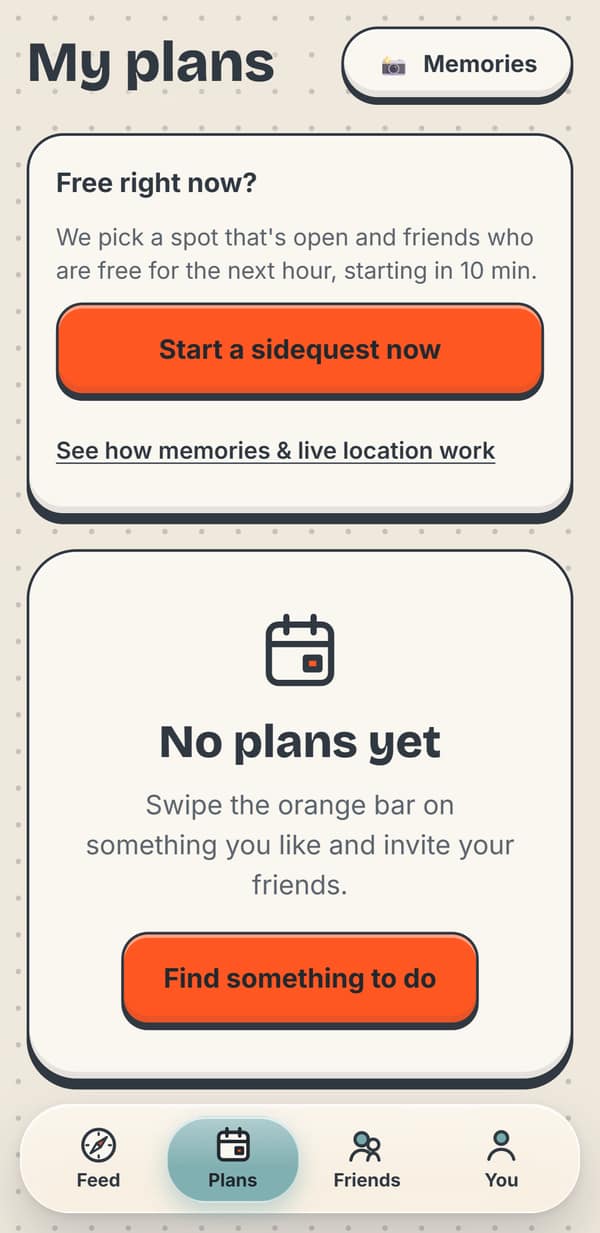 My plans
Memories
Free right now?
We pick a spot that's open and friends who
are free for the next hour, starting in 10 min.
Start a sidequest now
See how memories & live location work
No plans yet
Swipe the orange bar on
something you like and invite your
friends.
Find something to do
Feed
Plans
Friends
You